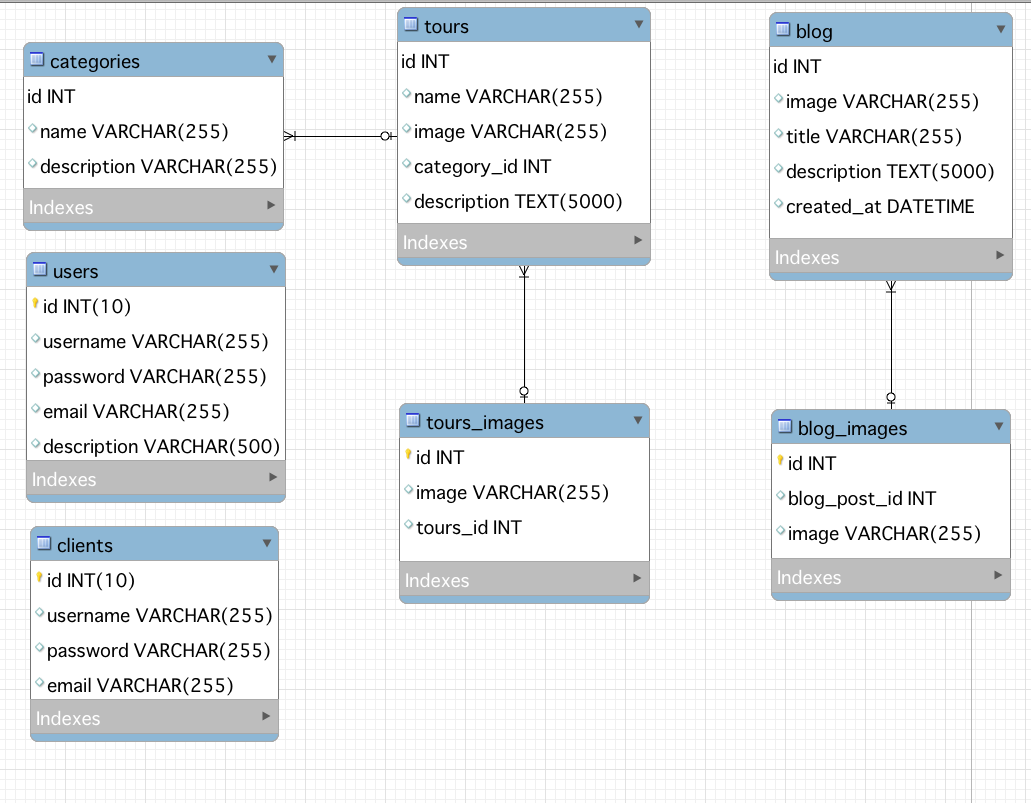 categories
id INT
name VARCHAR(255)
description VARCHAR(255)
Indexes
users
id INT(10)
username VARCHAR(255)
password VARCHAR(255)
email VARCHAR(255)
description VARCHAR(500)
Indexes
clients
id INT(10)
username VARCHAR(255)
password VARCHAR(255)
email VARCHAR(255)
Indexes
tours
id INT
name VARCHAR(255)
image VARCHAR(255)
category_id INT
description TEXT(5000)
Indexes
tours_images
id INT
image VARCHAR(255)
tours_id INT
Indexes
blog
id INT
image VARCHAR(255)
title VARCHAR(255)
description TEXT(5000)
created_at DATETIME
Indexes
blog_images
id INT
blog_post_id INT
image VARCHAR(255)
Indexes